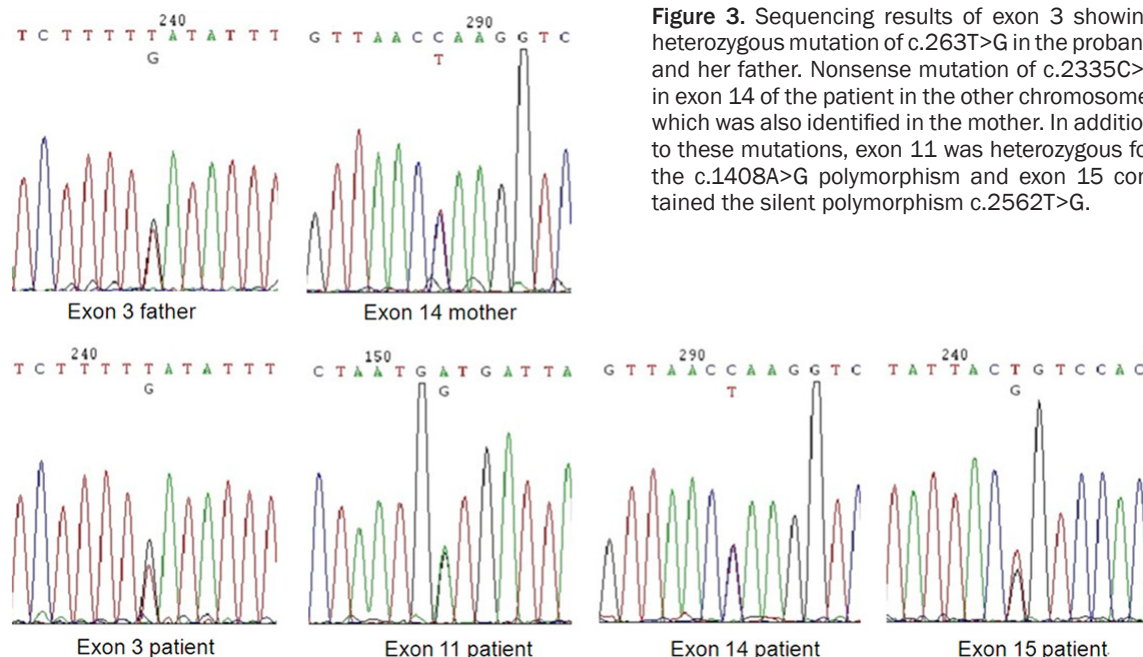 240
T C T T T T T A T A T T T
G
Exon 3 father
290
G T T A A C C A A G G T C
T
Exon 14 mother
Figure 3. Sequencing results of exon 3 showin
heterozygous mutation of c.263T>G in the proban
and her father. Nonsense mutation of c.2335C>
in exon 14 of the patient in the other chromosome
which was also identified in the mother. In addition
to these mutations, exon 11 was heterozygous fo
the c.1408A>G polymorphism and exon 15 con
tained the silent polymorphism c.2562T>G.
240
T C T T T T T A T A T T T
G
Exon 3 patient
150
C T A A T G A T G A T T A
G
Exon 11 patient
290
G T T A A C C A A G G T C
T
Exon 14 patient
240
T A T T A C T G T C C A C
G
Exon 15 patient